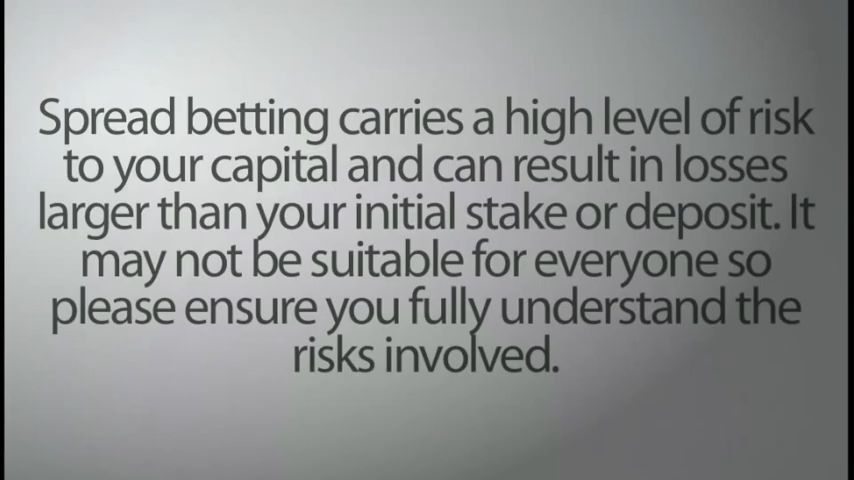 Spread betting carries a high level of risk
to your capital and can result in losses
larger than your initial stake or deposit. It
may not be suitable for everyone so
please ensure you fully understand the
risks involved.